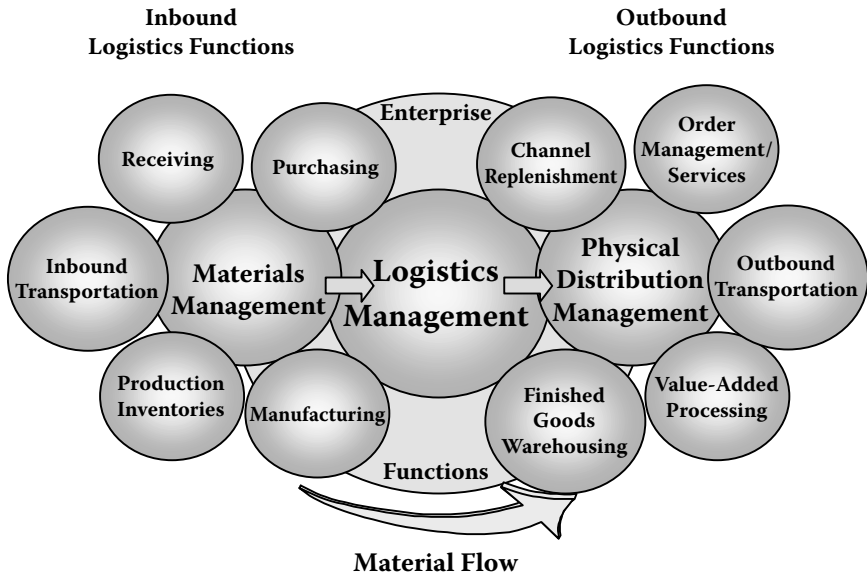 Inbound
Logistics Functions
Outbound
Logistics Functions
Enterprise
Receiving
Purchasing
Channel
Replenishment
Order
Management/
Services
Inbound
Transportation
Materials
Management
Logistics
Management
Physical
Distribution
Management
Outbound
Transportation
Production
Inventories
Manufacturing
Finished
Goods
Warehousing
Value-Added
Processing
Functions
Material Flow